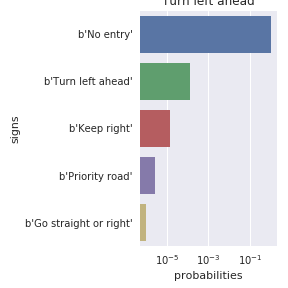 Turn left ahead
b'No entry'
b'Turn left ahead'
b'Keep right'
b'Priority road'
b'Go straight or right'
signs
10⁻⁵ 10⁻³ 10⁻¹
probabilities